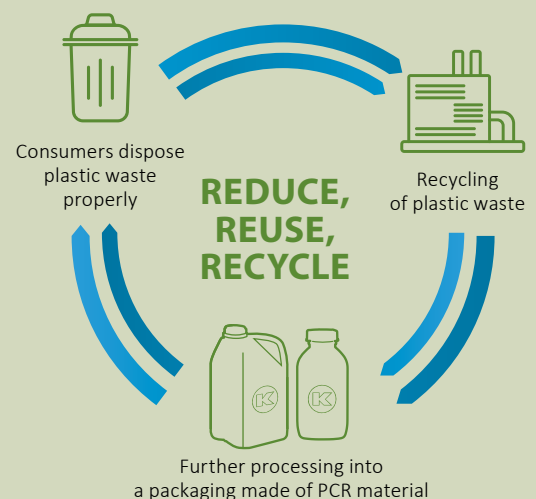 Consumers dispose
plastic waste
properly
Recycling
of plastic waste
REDUCE,
REUSE,
RECYCLE
K
K
Further processing into
a packaging made of PCR material